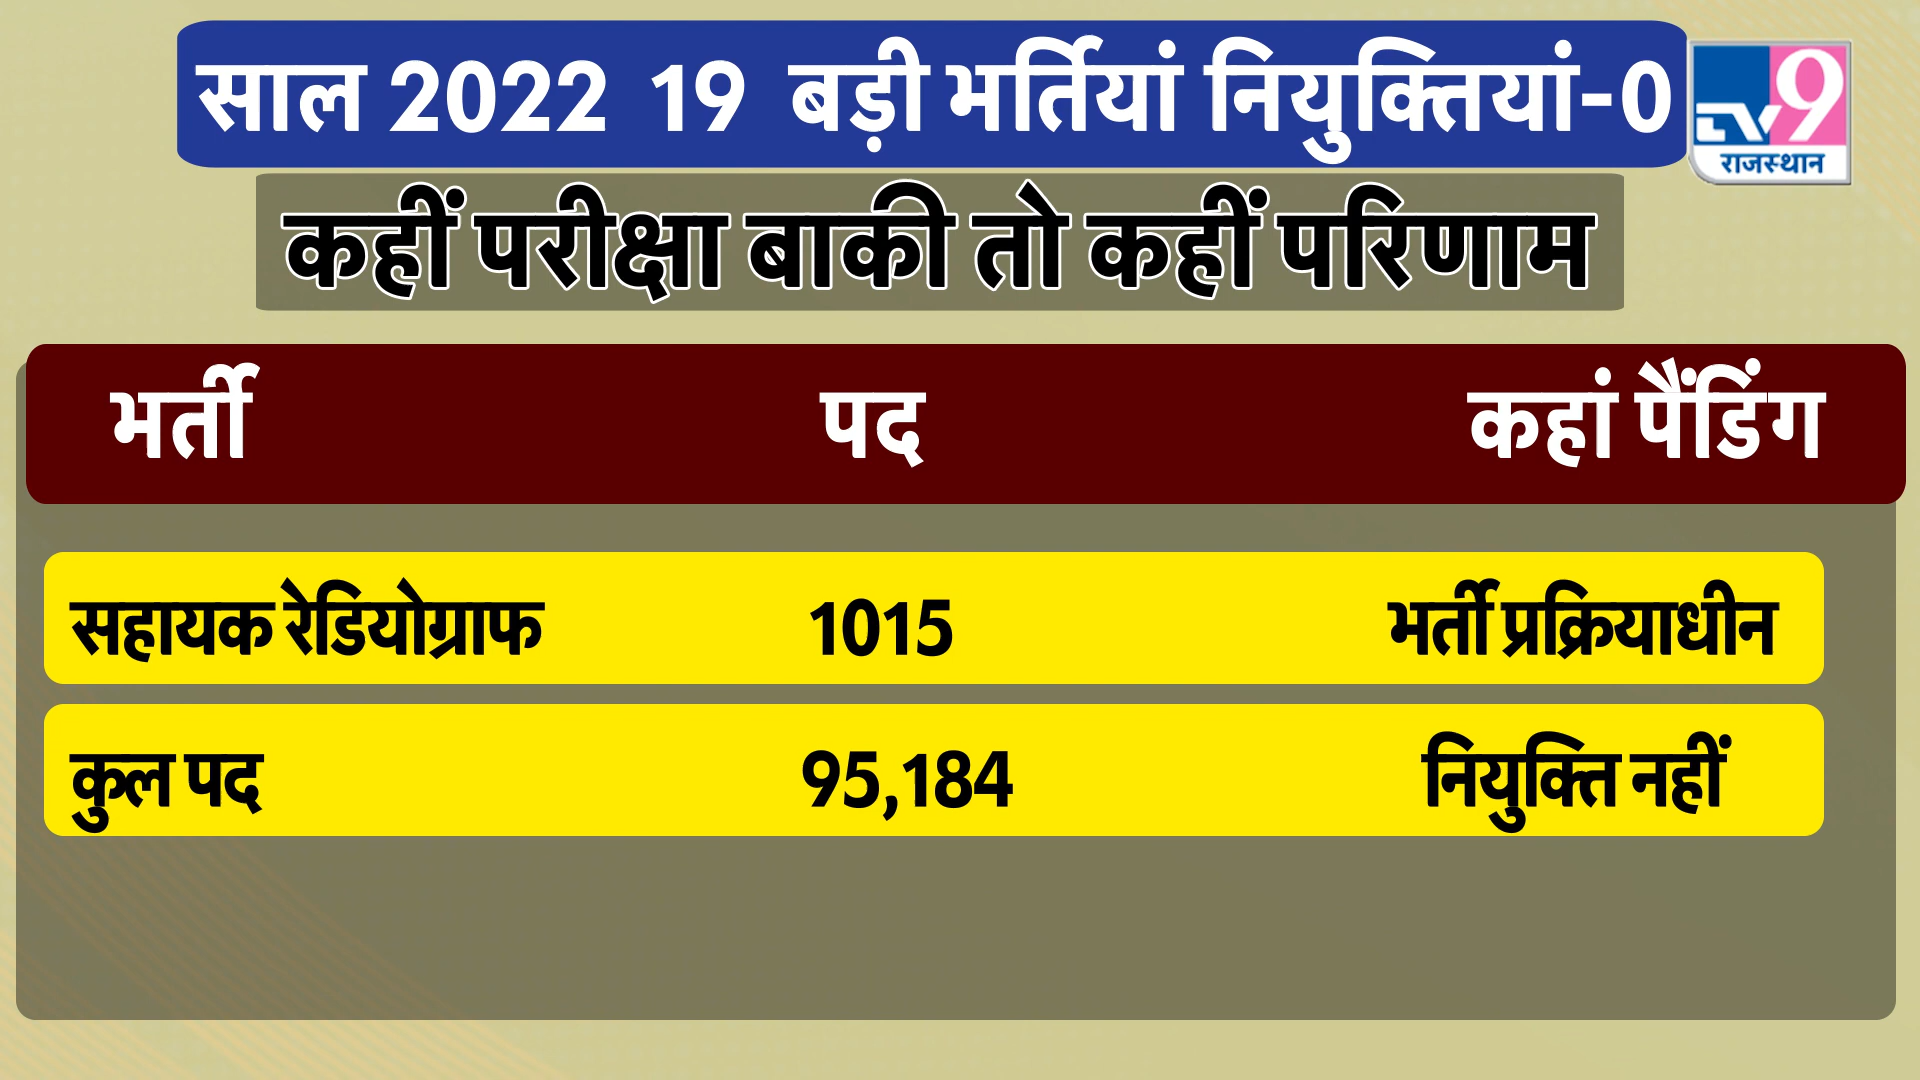 साल 2022 19 बड़ी भर्तियां नियुक्तियां-0
TV9
राजस्थान
कहीं परीक्षा बाकी तो कहीं परिणाम
भर्ती पद कहां पैंडिंग
सहायक रेडियोग्राफ 1015 भर्ती प्रक्रियाधीन
कुल पद 95,184 नियुक्ति नहीं